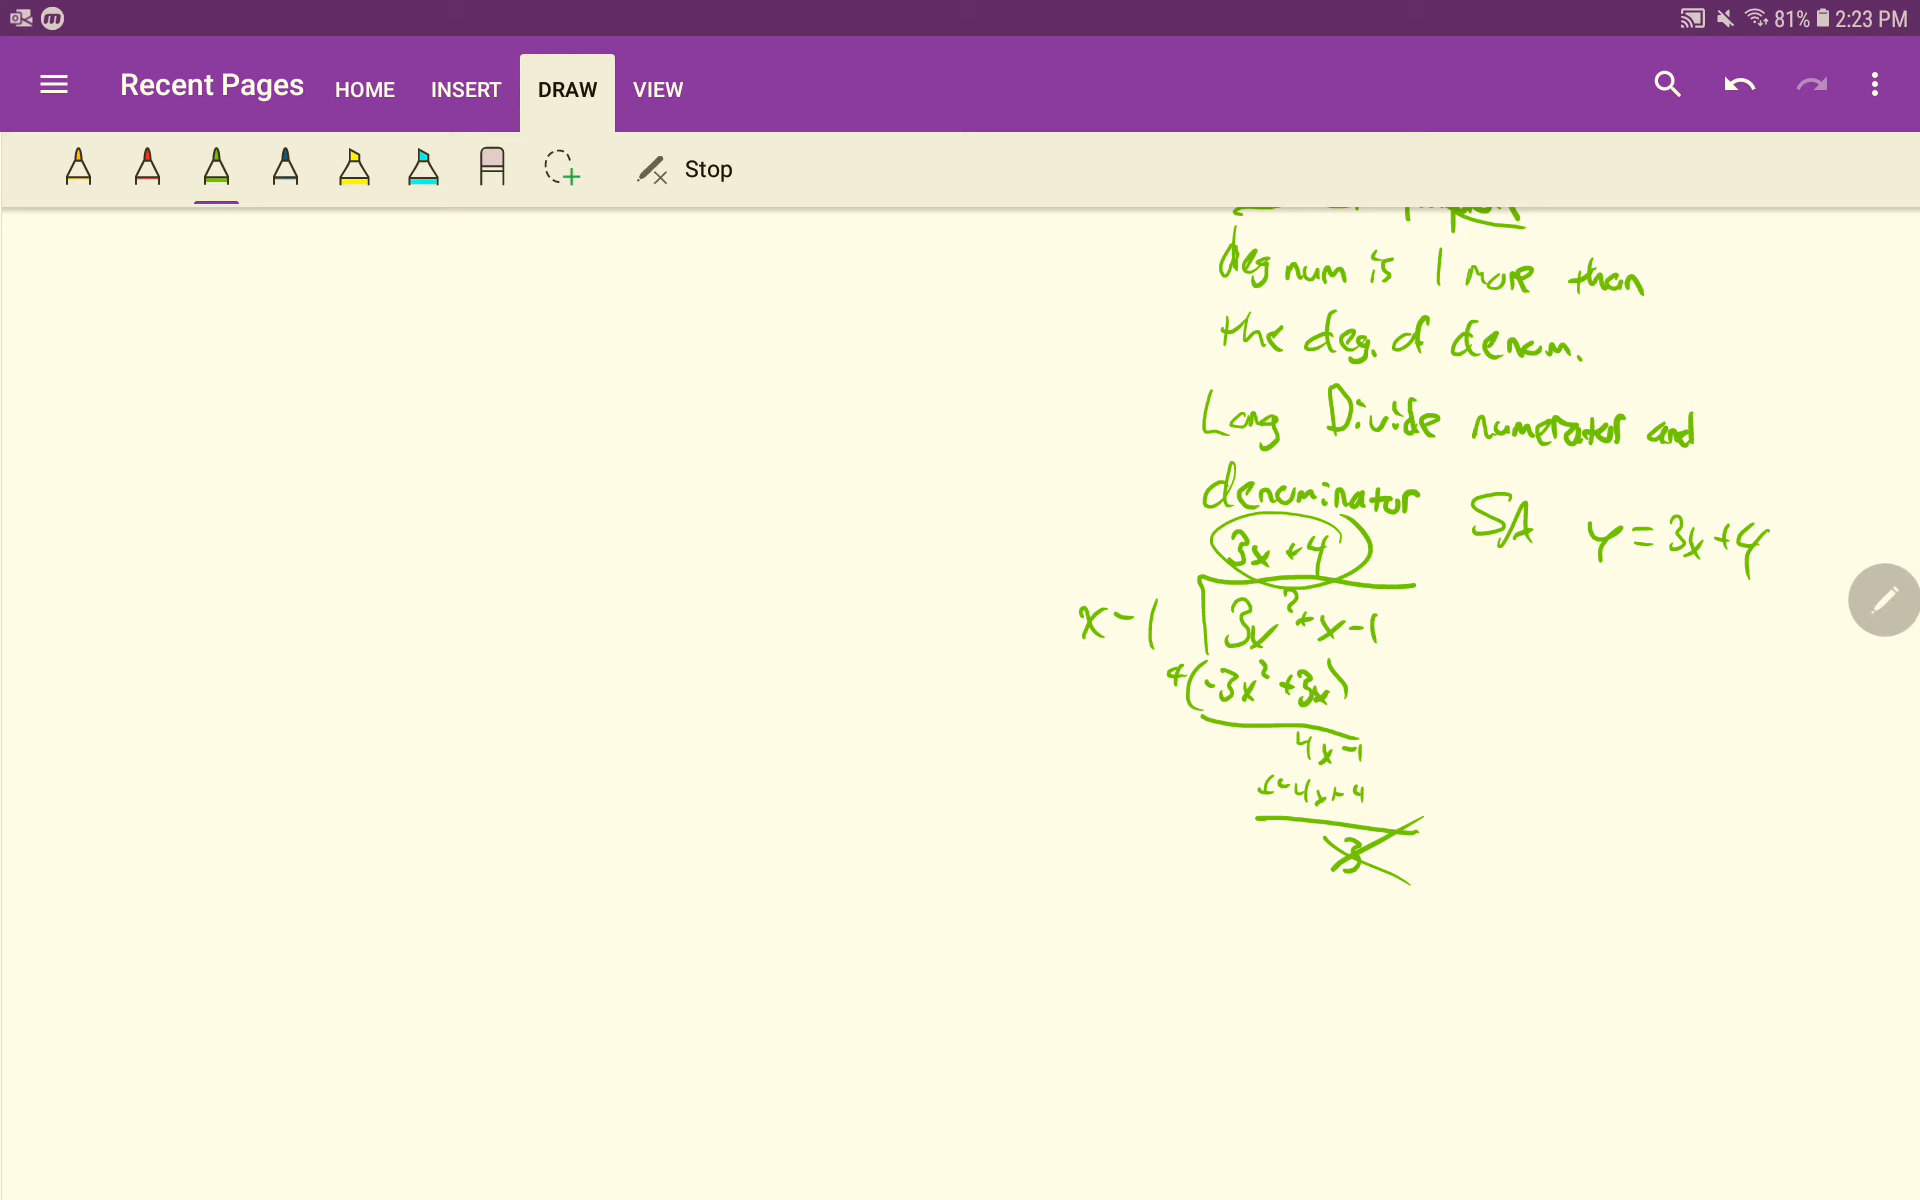 81% 2:23 PM
Recent Pages HOME INSERT DRAW VIEW
Stop
deg num is 1 more than
the deg. of denom.
Long Divide numerator and
denominator SA y = 3x + 4
3x + 4
x - 1 3x² + x - 1
+(-3x² + 3x)
4x - 1
+ -4x + 4
3